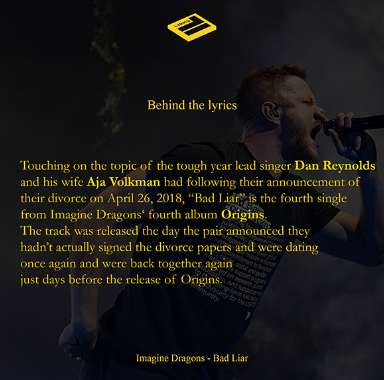 Behind the lyrics
Touching on the topic of the tough year lead singer Dan Reynolds
and his wife Aja Volkman had following their announcement of
their divorce on April 26, 2018, “Bad Liar” is the fourth single
from Imagine Dragons‘ fourth album Origins.
The track was released the day the pair announced they
hadn’t actually signed the divorce papers and were dating
once again and were back together again
just days before the release of Origins.
Imagine Dragons - Bad Liar